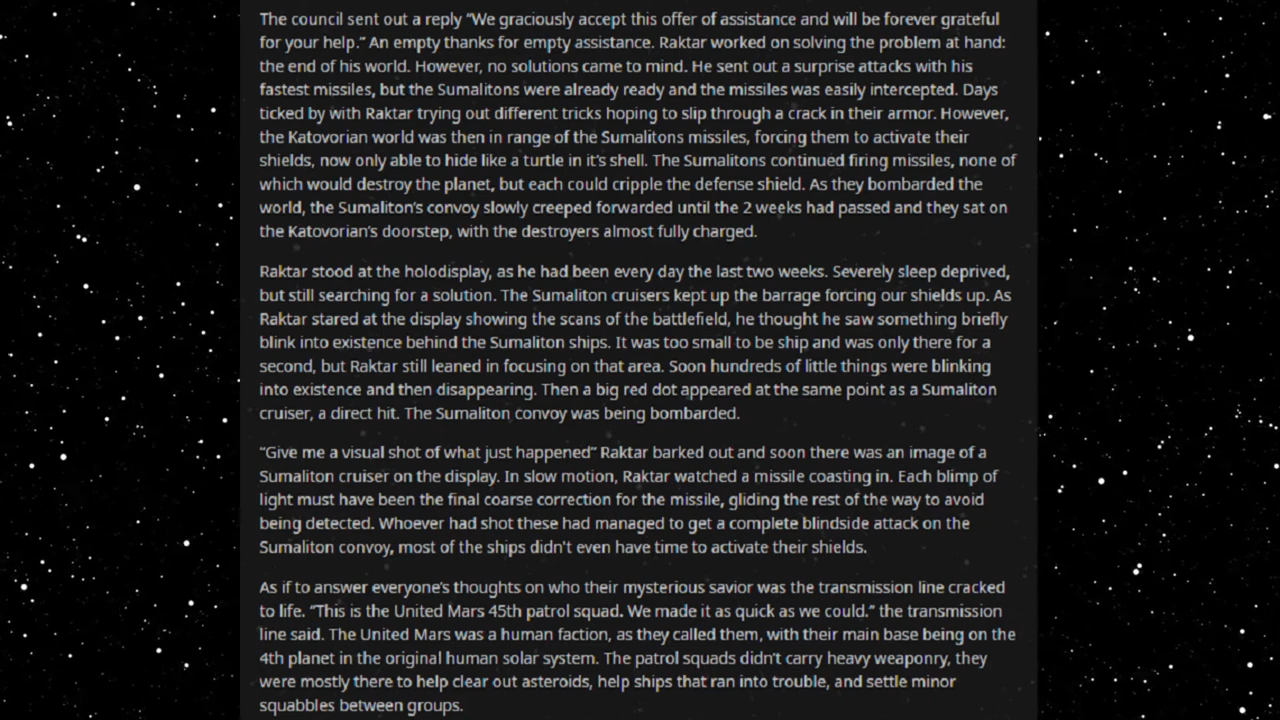 The council sent out a reply “We graciously accept this offer of assistance and will be forever grateful
for your help.” An empty thanks for empty assistance. Raktar worked on solving the problem at hand:
the end of his world. However, no solutions came to mind. He sent out a surprise attacks with his
fastest missiles, but the Sumalitons were already ready and the missiles was easily intercepted. Days
ticked by with Raktar trying out different tricks hoping to slip through a crack in their armor. However,
the Katovorian world was then in range of the Sumalitons missiles, forcing them to activate their
shields, now only able to hide like a turtle in it’s shell. The Sumalitons continued firing missiles, none of
which would destroy the planet, but each could cripple the defense shield. As they bombarded the
world, the Sumaliton’s convoy slowly creeped forwarded until the 2 weeks had passed and they sat on
the Katovorian’s doorstep, with the destroyers almost fully charged.
Raktar stood at the holodisplay, as he had been every day the last two weeks. Severely sleep deprived,
but still searching for a solution. The Sumaliton cruisers kept up the barrage forcing our shields up. As
Raktar stared at the display showing the scans of the battlefield, he thought he saw something briefly
blink into existence behind the Sumaliton ships. It was too small to be ship and was only there for a
second, but Raktar still leaned in focusing on that area. Soon hundreds of little things were blinking
into existence and then disappearing. Then a big red dot appeared at the same point as a Sumaliton
cruiser, a direct hit. The Sumaliton convoy was being bombarded.
“Give me a visual shot of what just happened” Raktar barked out and soon there was an image of a
Sumaliton cruiser on the display. In slow motion, Raktar watched a missile coasting in. Each blimp of
light must have been the final coarse correction for the missile, gliding the rest of the way to avoid
being detected. Whoever had shot these had managed to get a complete blindside attack on the
Sumaliton convoy, most of the ships didn't even have time to activate their shields.
As if to answer everyone’s thoughts on who their mysterious savior was the transmission line cracked
to life. “This is the United Mars 45th patrol squad. We made it as quick as we could.” the transmission
line said. The United Mars was a human faction, as they called them, with their main base being on the
4th planet in the original human solar system. The patrol squads didn’t carry heavy weaponry, they
were mostly there to help clear out asteroids, help ships that ran into trouble, and settle minor
squabbles between groups.